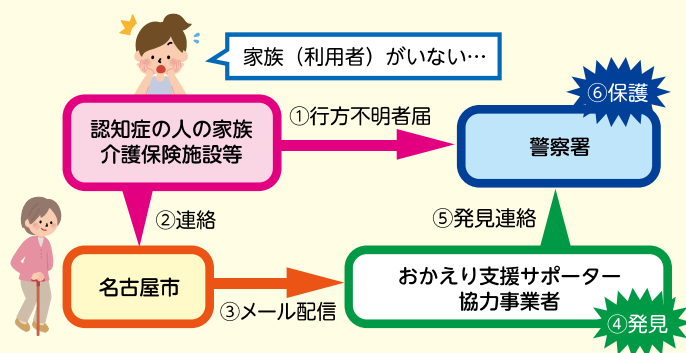 家族（利用者）がいない…
①行方不明者届
⑥保護
認知症の人の家族
介護保険施設等
警察署
②連絡
⑤発見連絡
名古屋市
③メール配信
おかえり支援サポーター
協力事業者
④発見